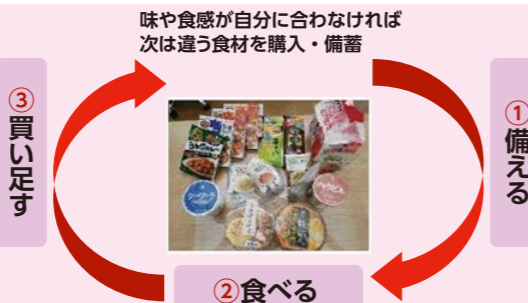 味や食感が自分に合わなければ
次は違う食材を購入・備蓄
①備える
②食べる
③買い足す